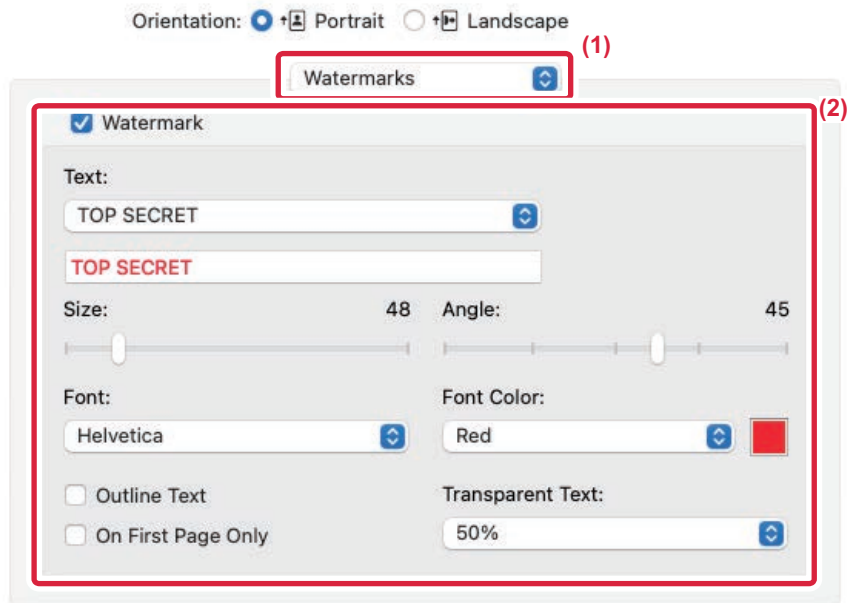 Orientation: Portrait Landscape
(1)
Watermarks
(2)
Watermark
Text:
TOP SECRET
TOP SECRET
Size: 48 Angle: 45
Font: Font Color:
Helvetica Red
Outline Text Transparent Text:
On First Page Only 50%